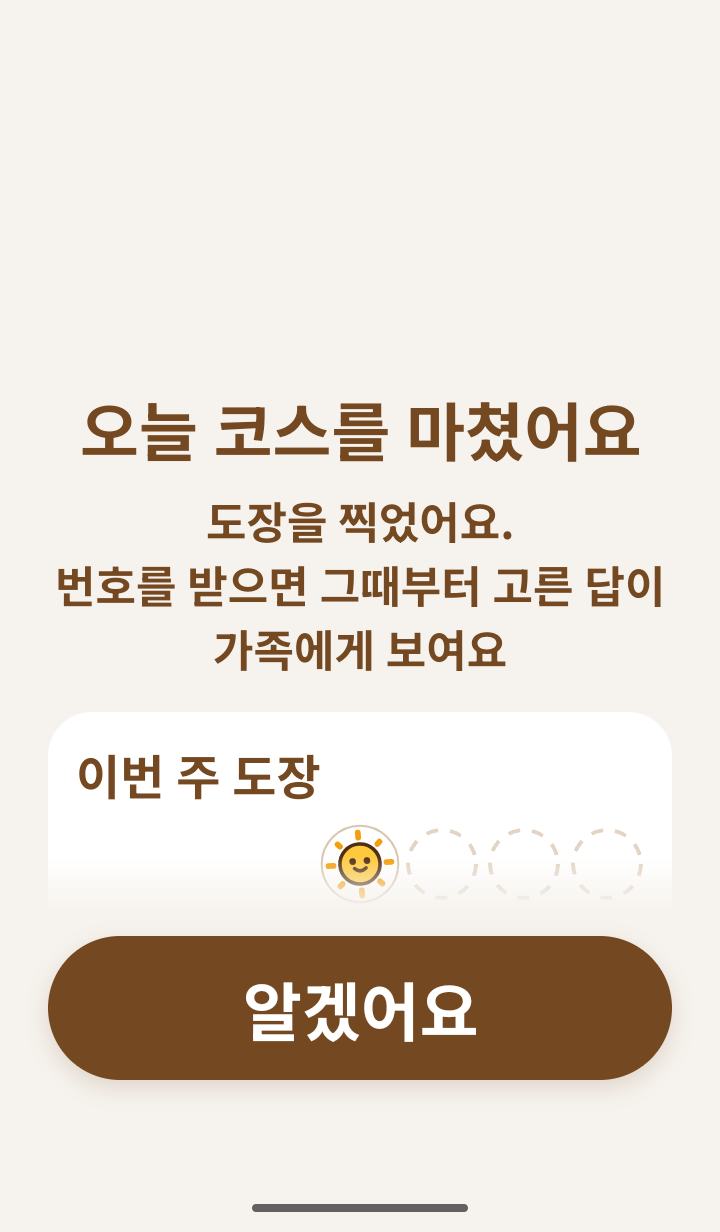 오늘 코스를 마쳤어요
도장을 찍었어요.
번호를 받으면 그때부터 고른 답이
가족에게 보여요
이번 주 도장
알겠어요